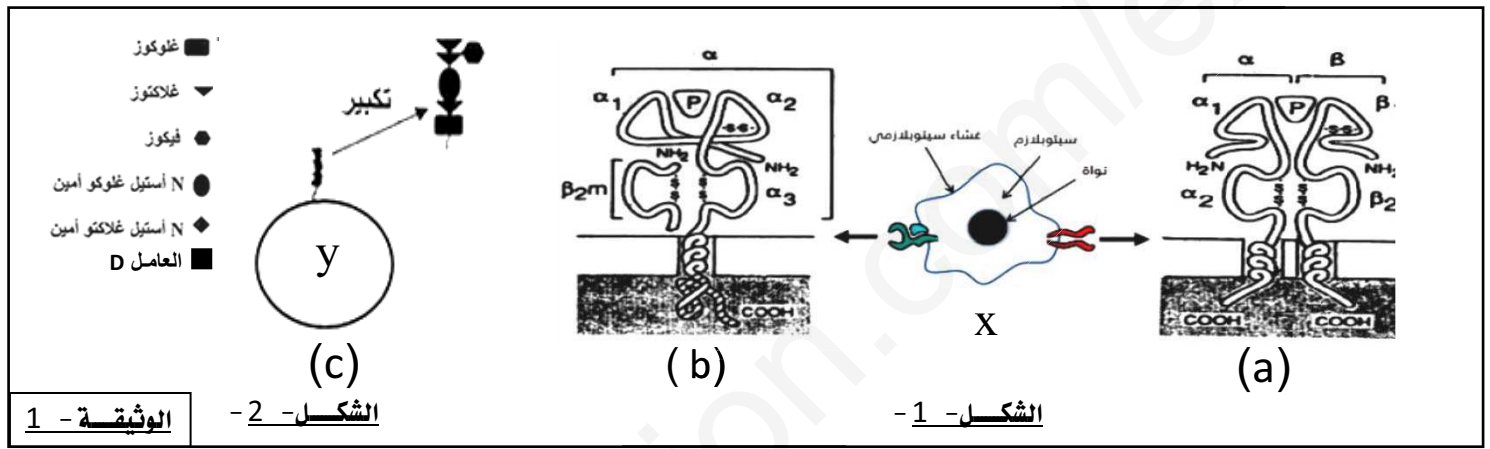 غلوكوز
غلاكتوز
فيكوز
N أستيل غلوكو أمين
N أستيل غلاكتو أمين
العامل D
تكبير
y
(c)
الشكل- 2 -
α
α1
P
α2
-s-s-
NH2
NH2
β2m
s s
s s
α3
COOH
(b)
غشاء سيتوبلازمي
سيتوبلازم
نواة
x
α
β
α1
P
β
-s-s-
H2N
NH2
α2
s s
s s
β2
COOH
COOH
(a)
الشكل- 1 -
الوثيقة - 1